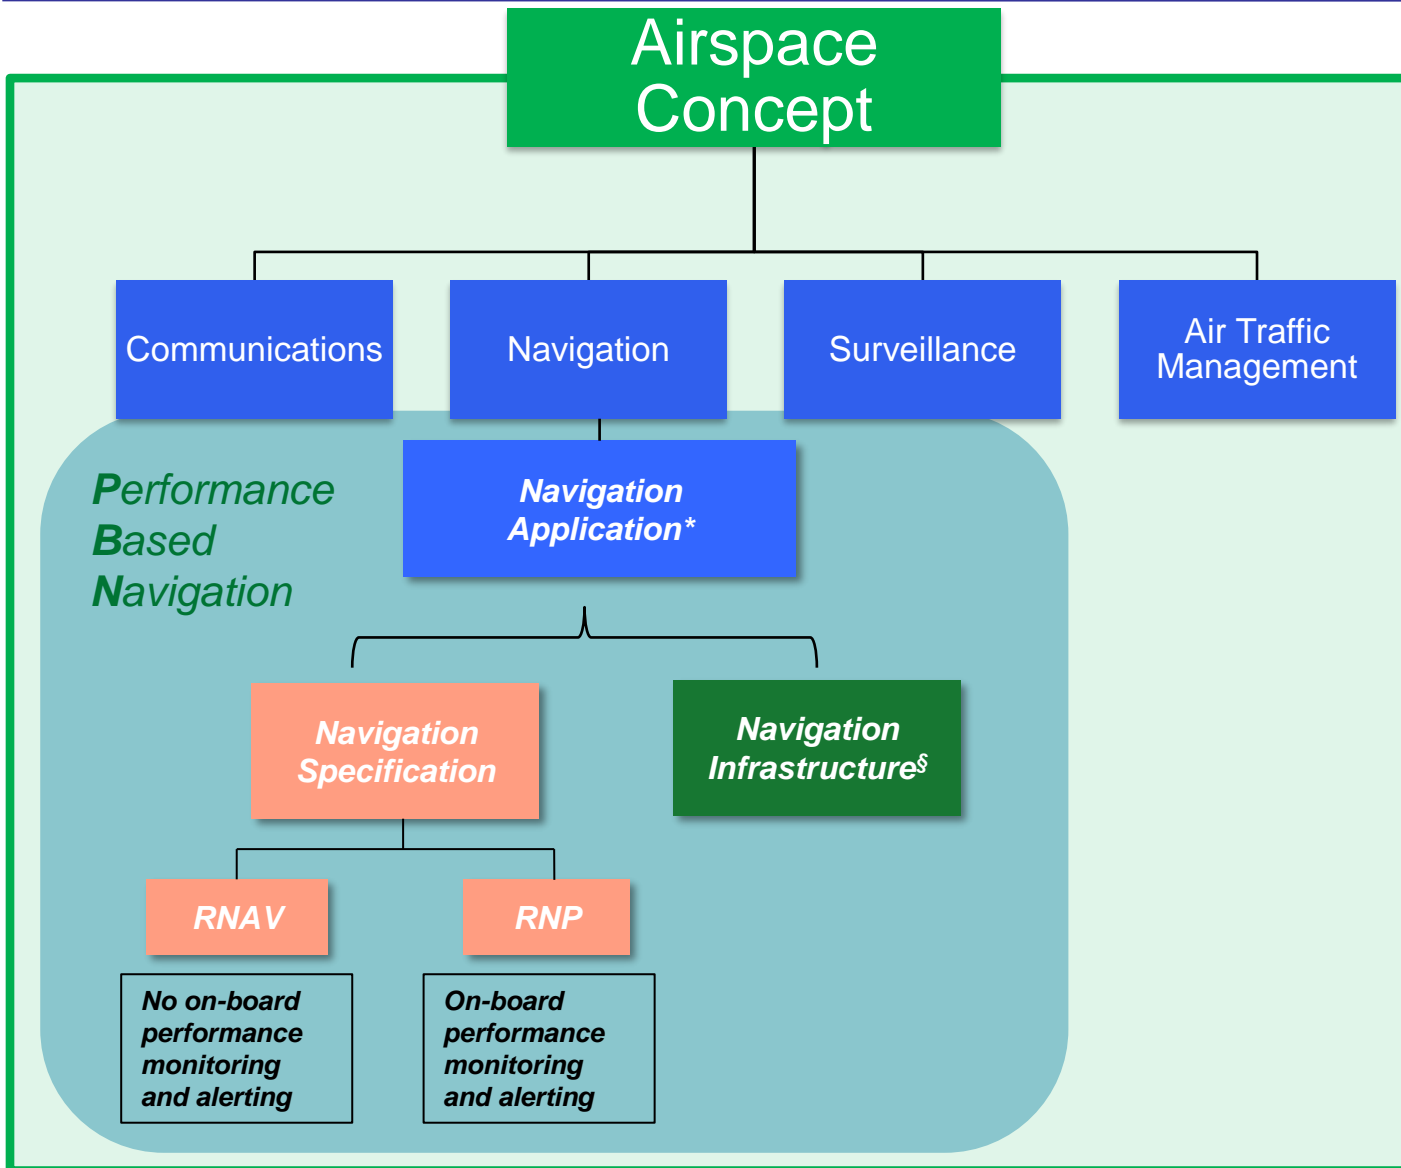 Airspace
Concept
Communications
Navigation
Surveillance
Air Traffic
Management
Performance
Based
Navigation
Navigation
Application*
Navigation
Specification
Navigation
Infrastructure§
RNAV
RNP
No on-board
performance
monitoring
and alerting
On-board
performance
monitoring
and alerting